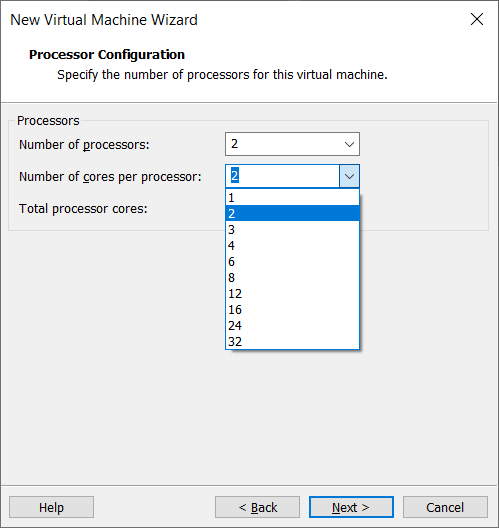 New Virtual Machine Wizard
Processor Configuration
Specify the number of processors for this virtual machine.
Processors
Number of processors: 2
Number of cores per processor: 2
Total processor cores:
1
2
3
4
6
8
12
16
24
32
Help < Back Next > Cancel